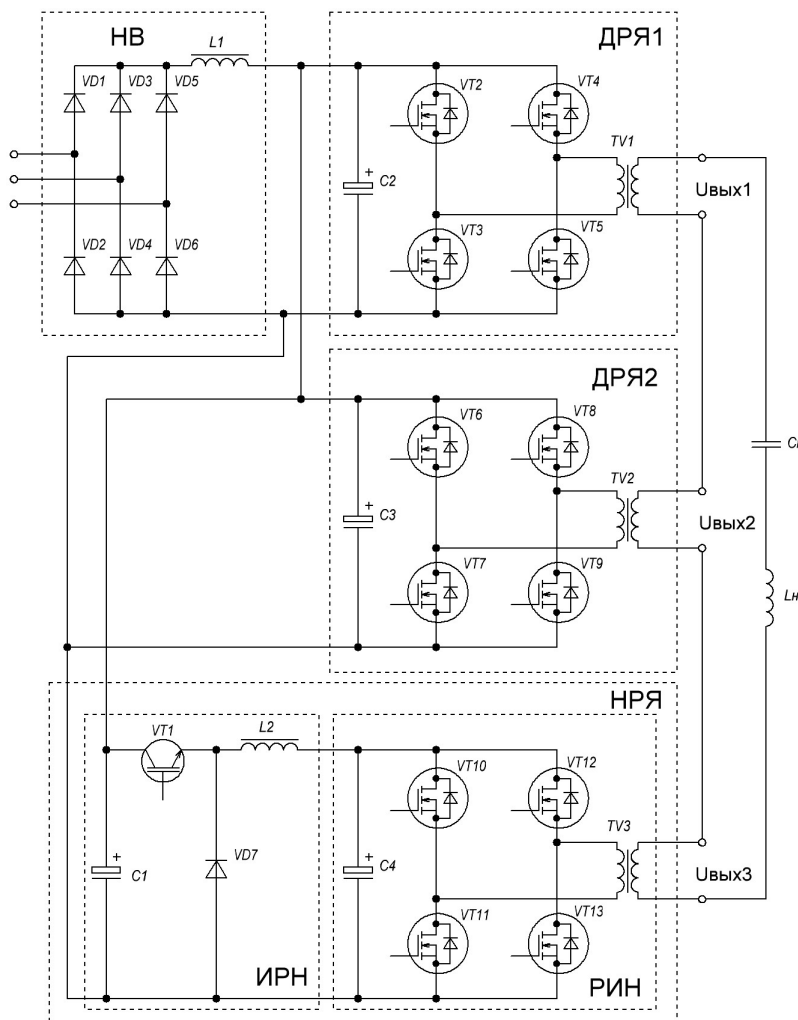 НВ
L1
ДРЯ1
VD1
VD3
VD5
VT2
VT4
TV1
+
C2
Uвых1
VD2
VD4
VD6
VT3
VT5
ДРЯ2
VT6
VT8
TV2
+
C3
Uвых2
VT7
VT9
Lн
НРЯ
VT1
L2
VT10
VT12
TV3
+
C1
VD7
+
C4
Uвых3
VT11
VT13
ИРН
РИН